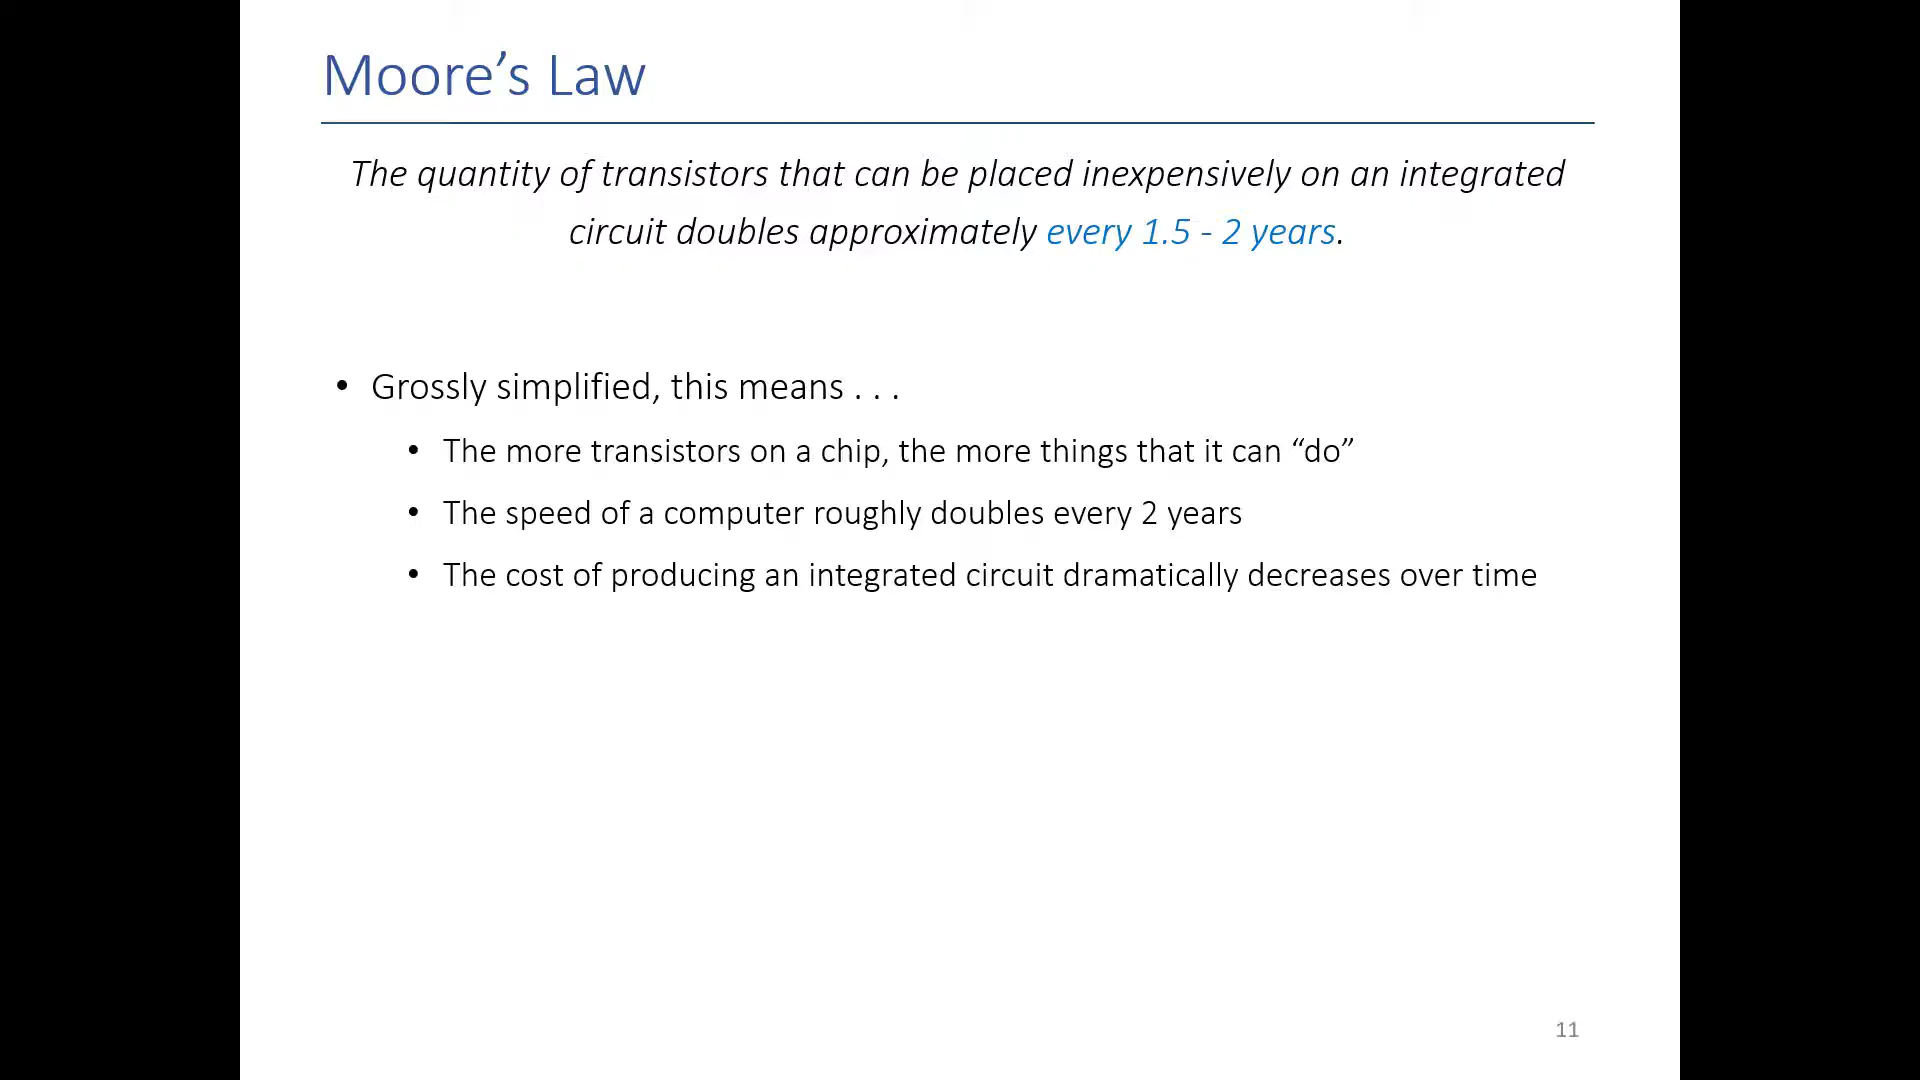 Moore’s Law
The quantity of transistors that can be placed inexpensively on an integrated
circuit doubles approximately every 1.5 - 2 years.
• Grossly simplified, this means . . .
• The more transistors on a chip, the more things that it can “do”
• The speed of a computer roughly doubles every 2 years
• The cost of producing an integrated circuit dramatically decreases over time
11